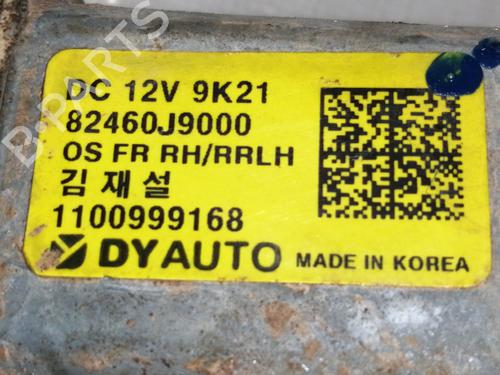 DC 12V 9K21
82460J9000
OS FR RH/RRLH
김재설
1100999168
DYAUTO MADE IN KOREA
B-PARTS